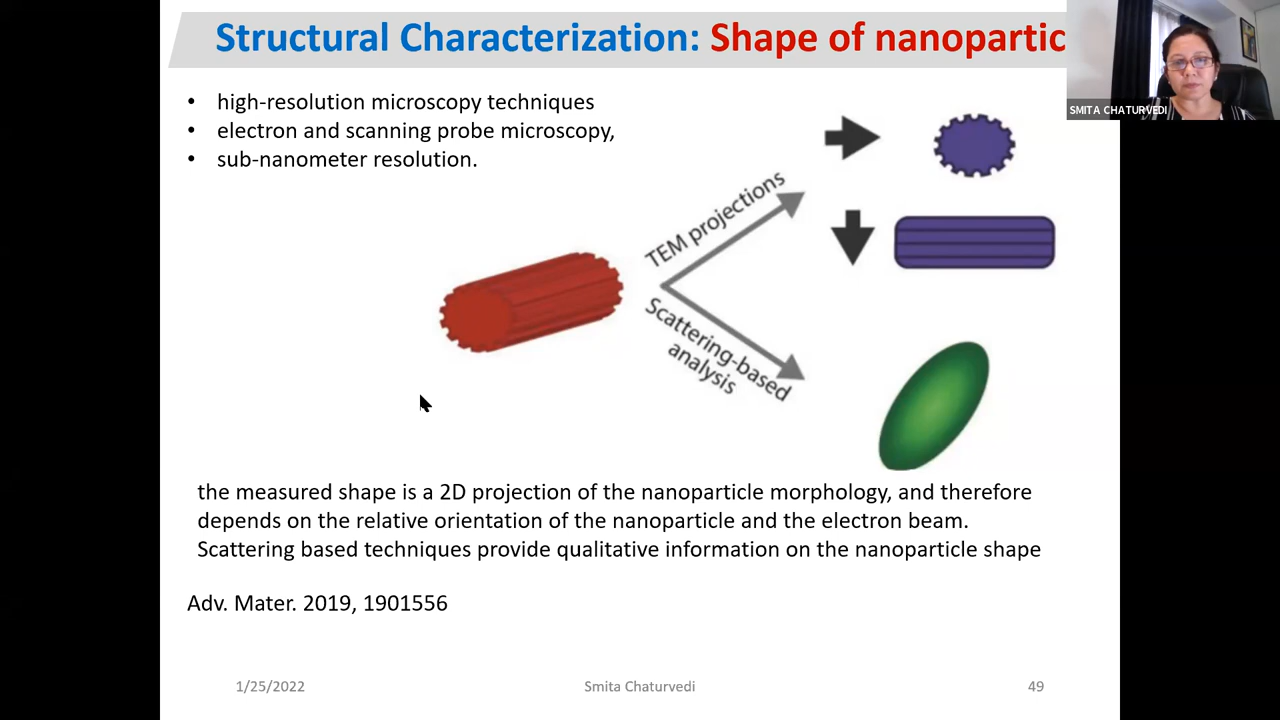 Structural Characterization: Shape of nanopartic
SMITA CHATURVEDI
• high-resolution microscopy techniques
• electron and scanning probe microscopy,
• sub-nanometer resolution.
TEM projections
Scattering-based
analysis
the measured shape is a 2D projection of the nanoparticle morphology, and therefore
depends on the relative orientation of the nanoparticle and the electron beam.
Scattering based techniques provide qualitative information on the nanoparticle shape
Adv. Mater. 2019, 1901556
1/25/2022
Smita Chaturvedi
49